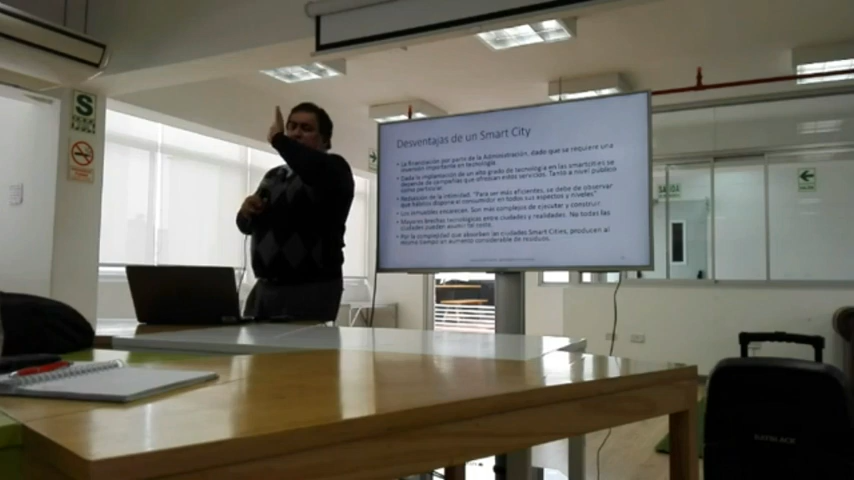 S
Desventajas de un Smart City
• La financiación por parte de la Administración, dado que se requiere una
inversión importante en tecnología.
• Dada la implantación de un alto grado de tecnología en las smartcities se
depende de compañías que ofrezcan estos servicios. Tanto a nivel público
como particular.
• Reducción de la intimidad. "Para ser más eficientes, se debe de observar
que hábitos dispone el consumidor en todos sus aspectos y niveles"
• Los inmuebles encarecen. Son más complejos de ejecutar y construir.
• Mayores brechas tecnológicas entre ciudades y realidades. No todas las
ciudades pueden asumir tal coste.
• Por la complejidad que absorben las ciudades Smart Cities, producen al
mismo tiempo un aumento considerable de residuos.
SALIDA